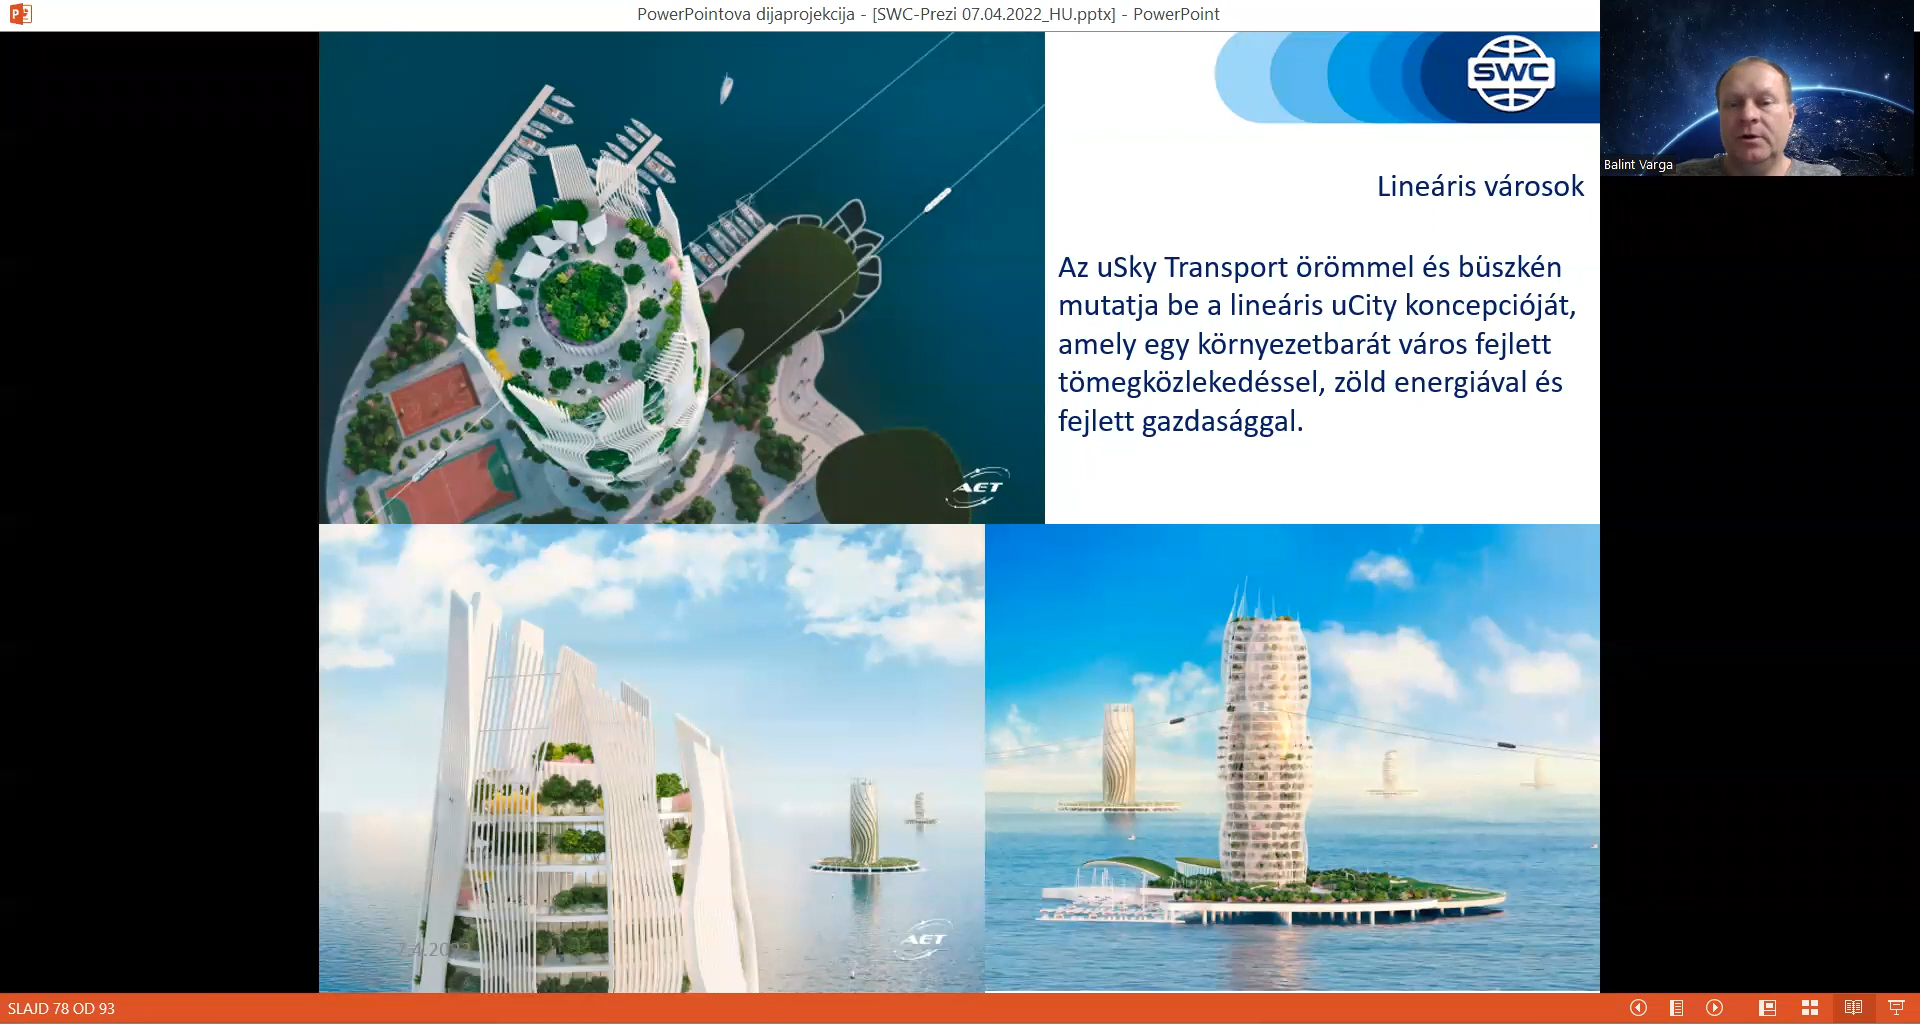 PowerPointova dijaprojekcija - [SWC-Prezi 07.04.2022_HU.pptx] - PowerPoint
SWC
Balint Varga
Lineáris városok
Az uSky Transport örömmel és büszkén
mutatja be a lineáris uCity koncepcióját,
amely egy környezetbarát város fejlett
tömegközlekedéssel, zöld energiával és
fejlett gazdasággal.
AET
AET
SLAJD 78 OD 93